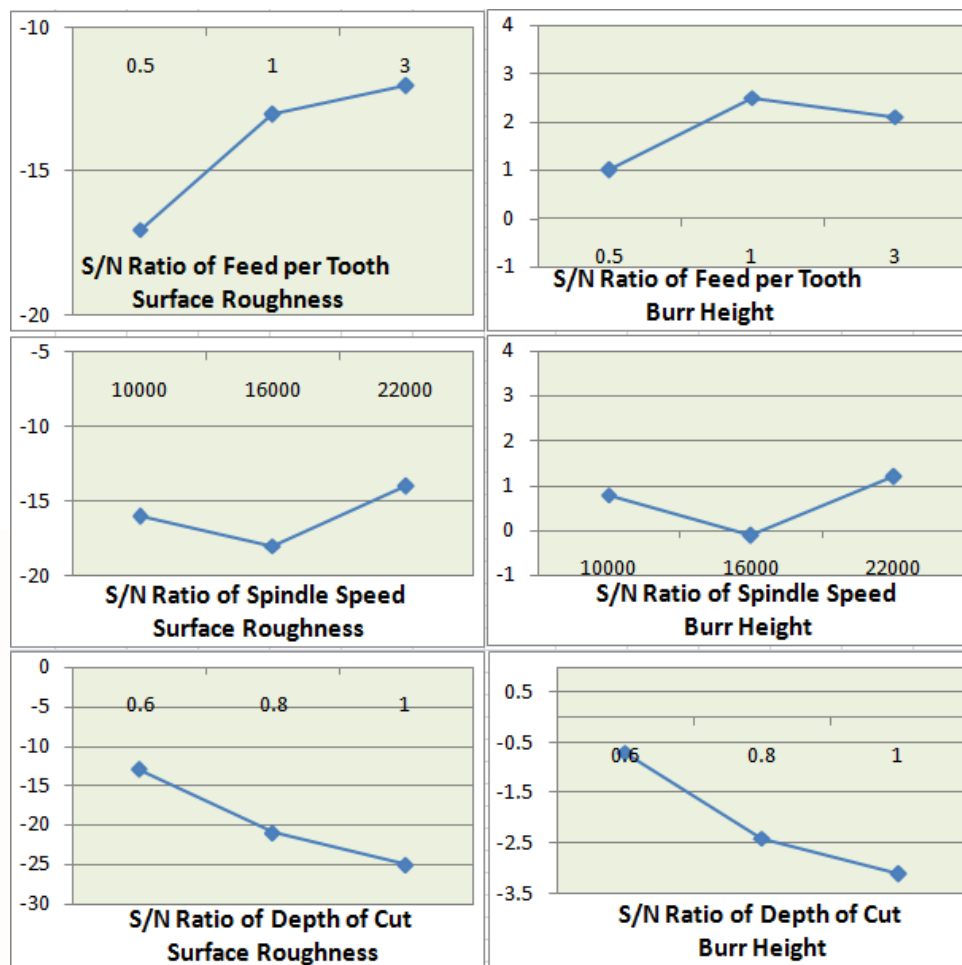 -10
0.5 1 3
-15
-20
S/N Ratio of Feed per Tooth
Surface Roughness
4
3
2
1
0
0.5 1 3
-1
S/N Ratio of Feed per Tooth
Burr Height
-5
10000 16000 22000
-10
-15
-20
S/N Ratio of Spindle Speed
Surface Roughness
4
3
2
1
0
10000 16000 22000
-1
S/N Ratio of Spindle Speed
Burr Height
0
-5
0.6 0.8 1
-10
-15
-20
-25
-30
S/N Ratio of Depth of Cut
Surface Roughness
0.5
-0.5
0.6 0.8 1
-1.5
-2.5
-3.5
S/N Ratio of Depth of Cut
Burr Height